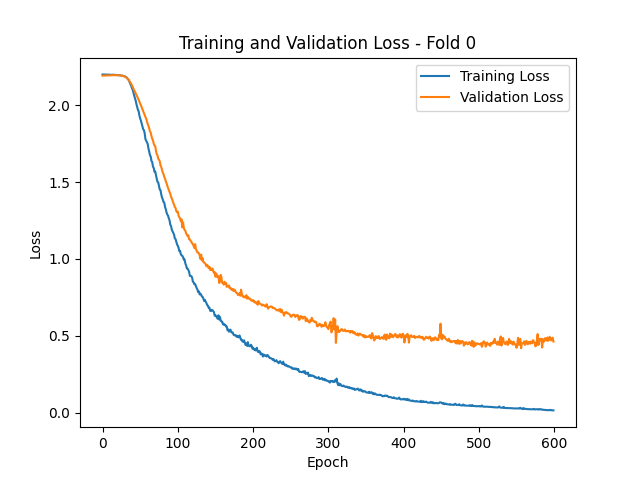 Training and Validation Loss - Fold 0
Training Loss
Validation Loss
Loss
2.0
1.5
1.0
0.5
0.0
0 100 200 300 400 500 600
Epoch